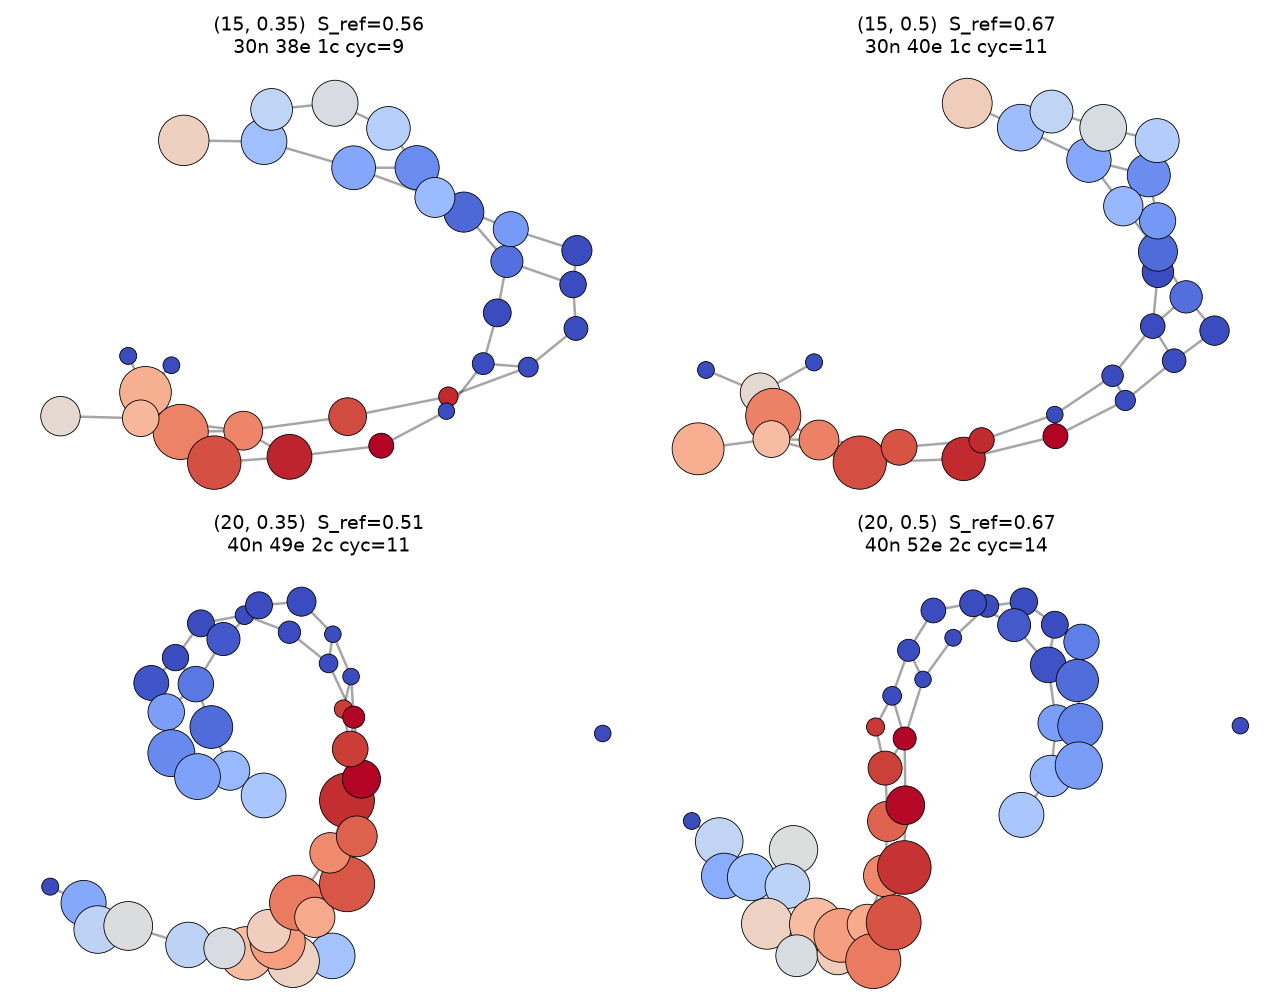 (15, 0.35)  S_ref=0.56
30n 38e 1c cyc=9
(15, 0.5)  S_ref=0.67
30n 40e 1c cyc=11
(20, 0.35)  S_ref=0.51
40n 49e 2c cyc=11
(20, 0.5)  S_ref=0.67
40n 52e 2c cyc=14